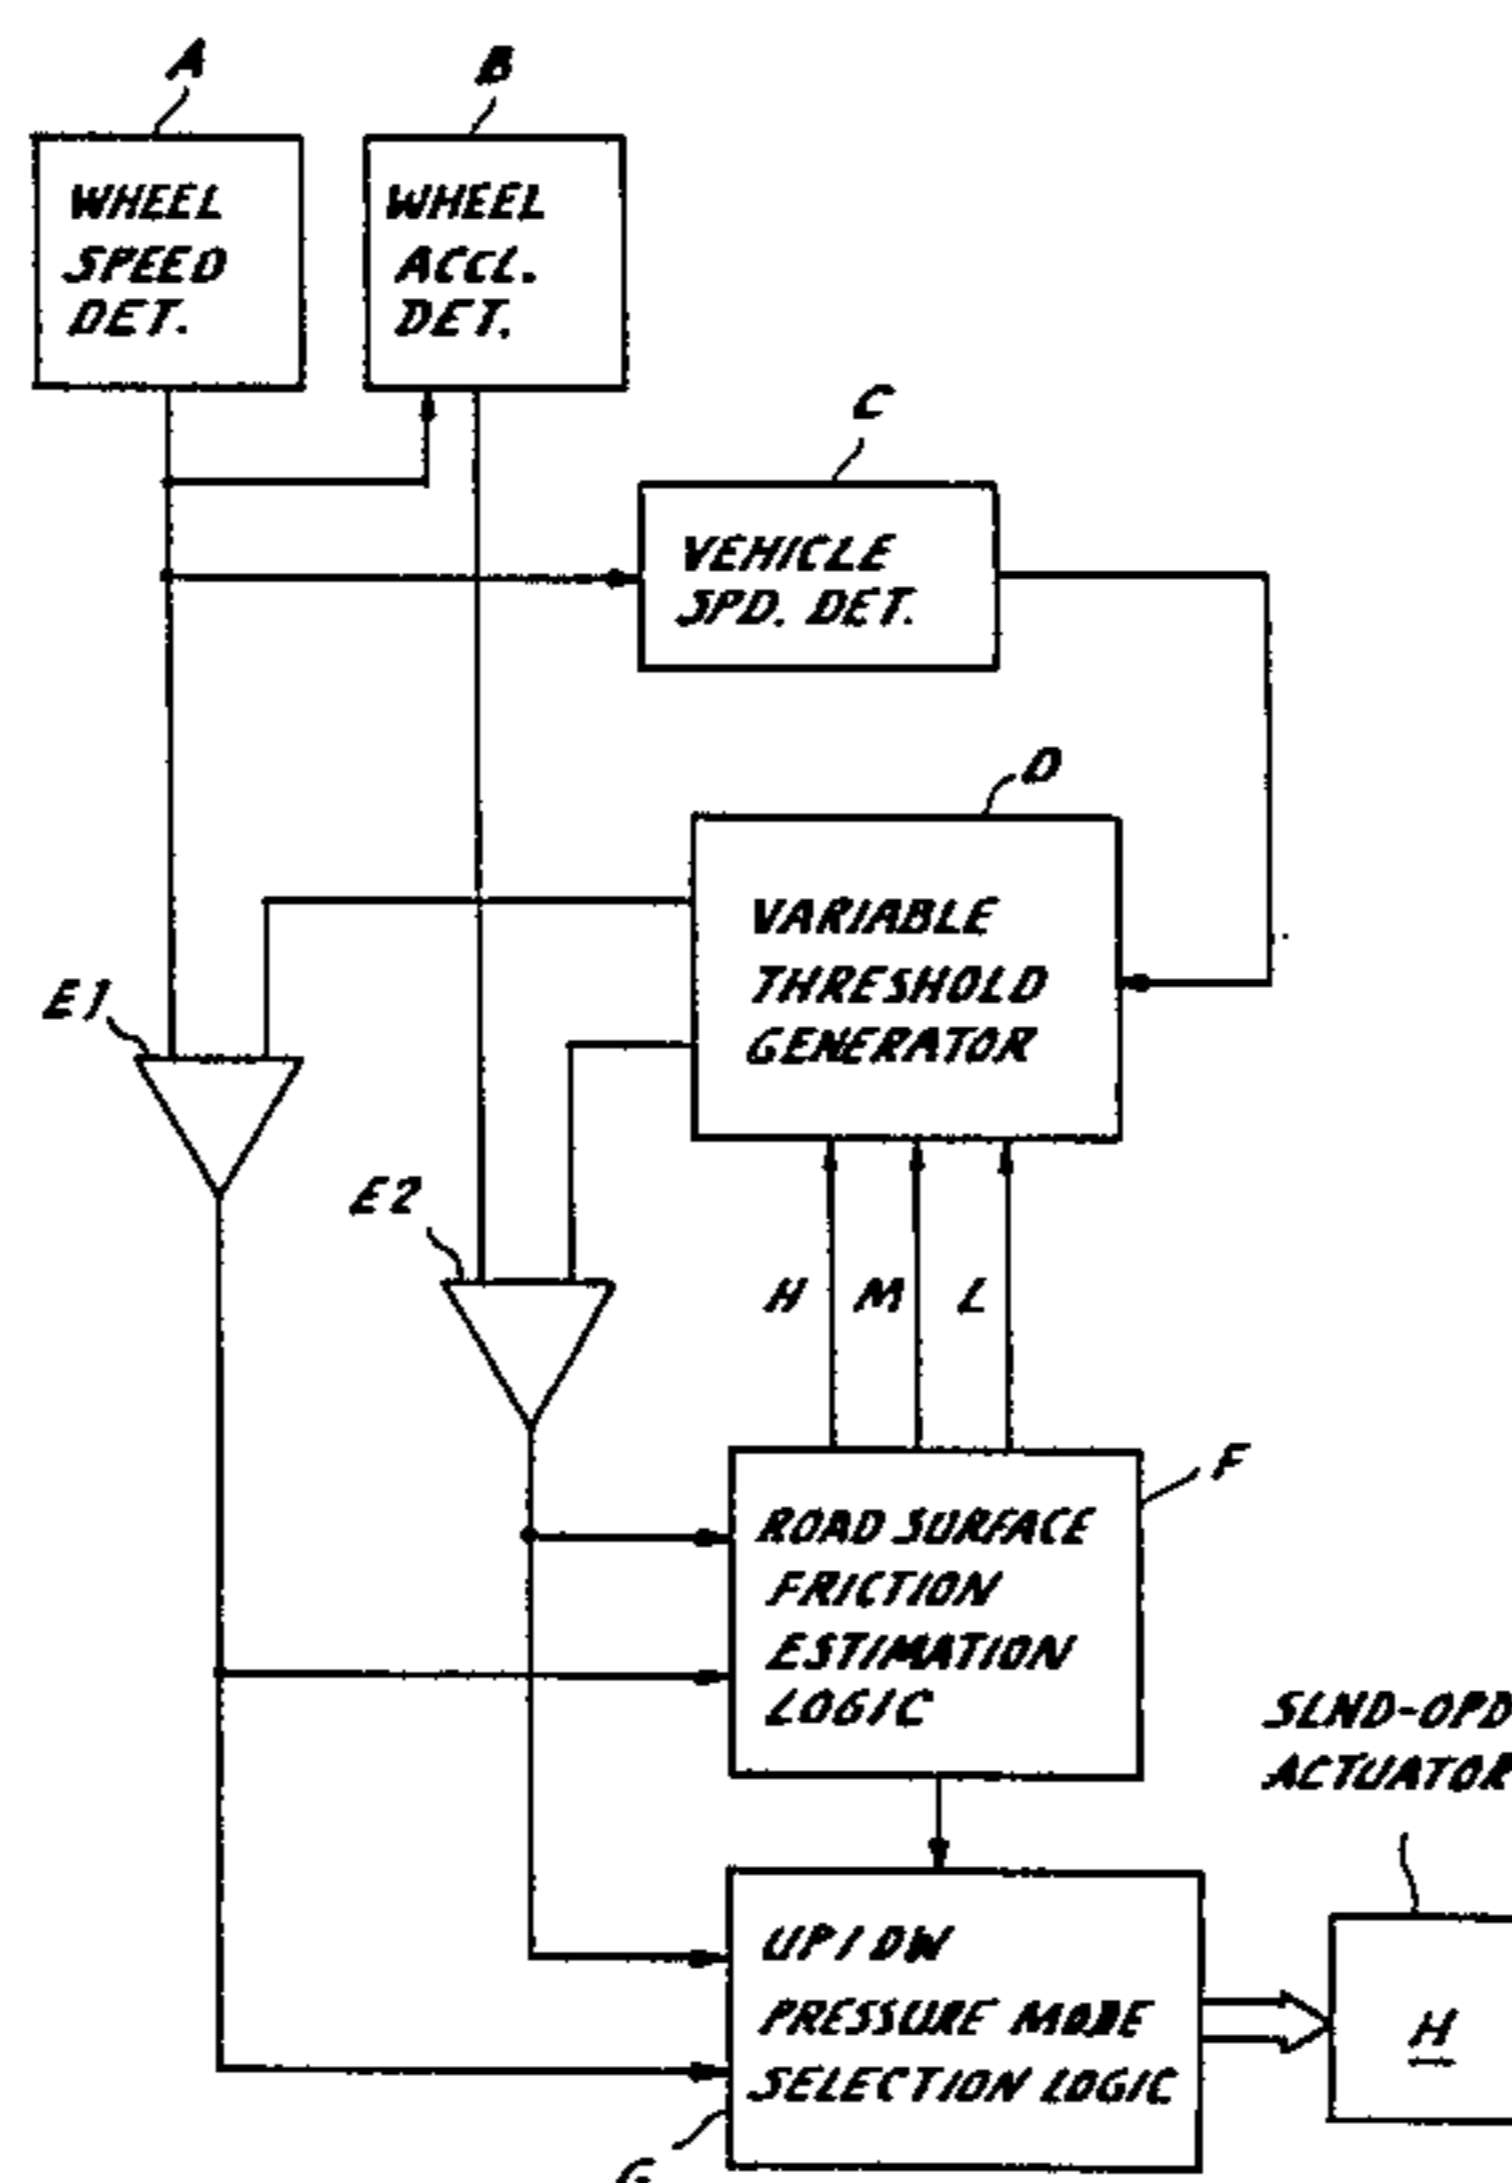 A
B
WHEEL
SPEED
DET.
WHEEL
ACCL.
DET.
C
VEHICLE
SPD. DET.
D
VARIABLE
THRESHOLD
GENERATOR
E1
E2
H M L
F
ROAD SURFACE
FRICTION
ESTIMATION
LOGIC
SLND-OPD
ACTUATOR
UP/DW
PRESSURE MODE
SELECTION LOGIC
H
G